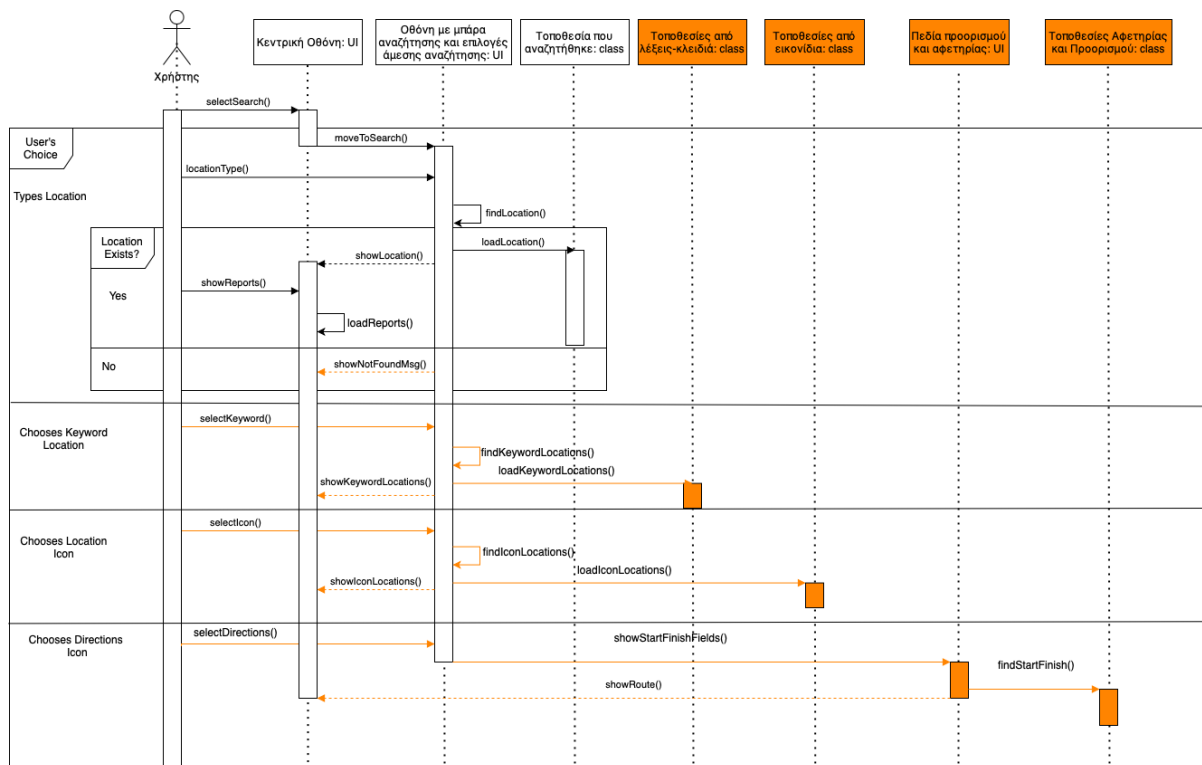 Χρήστης
Κεντρική Οθόνη: UI
Οθόνη με μπάρα
αναζήτησης και επιλογές
άμεσης αναζήτησης: UI
Τοποθεσία που
αναζητήθηκε: class
Τοποθεσίες από
λέξεις-κλειδιά: class
Τοποθεσίες από
εικονίδια: class
Πεδία προορισμού
και αφετηρίας: UI
Τοποθεσίες Αφετηρίας
και Προορισμού: class
selectSearch()
User's
Choice
moveToSearch()
locationType()
Types Location
findLocation()
Location
Exists?
loadLocation()
showLocation()
showReports()
Yes
loadReports()
No
showNotFoundMsg()
Chooses Keyword
Location
selectKeyword()
findKeywordLocations()
loadKeywordLocations()
showKeywordLocations()
Chooses Location
Icon
selectIcon()
findIconLocations()
loadIconLocations()
showIconLocations()
Chooses Directions
Icon
selectDirections()
showStartFinishFields()
findStartFinish()
showRoute()